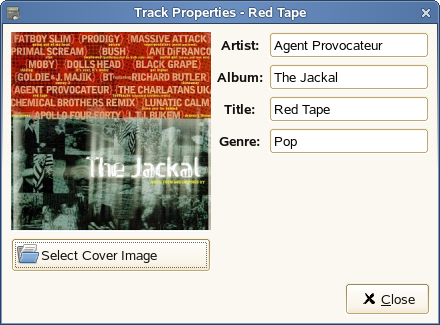 Track Properties - Red Tape
FATBOY SLIM PRODIGY MASSIVE ATTACK
PRIMAL SCREAM BUSH ANI DIFRANCO
MOBY DOLLS HEAD BLACK GRAPE
GOLDIE & J.MAJIK BT RICHARD BUTLER
AGENT PROVOCATEUR THE CHARLATANS UK
CHEMICAL BROTHERS REMIX LUNATIC CALM
APOLLO FOUR FORTY LTJ BUKEM
The Jackal
Select Cover Image
Artist: Agent Provocateur
Album: The Jackal
Title: Red Tape
Genre: Pop
Close